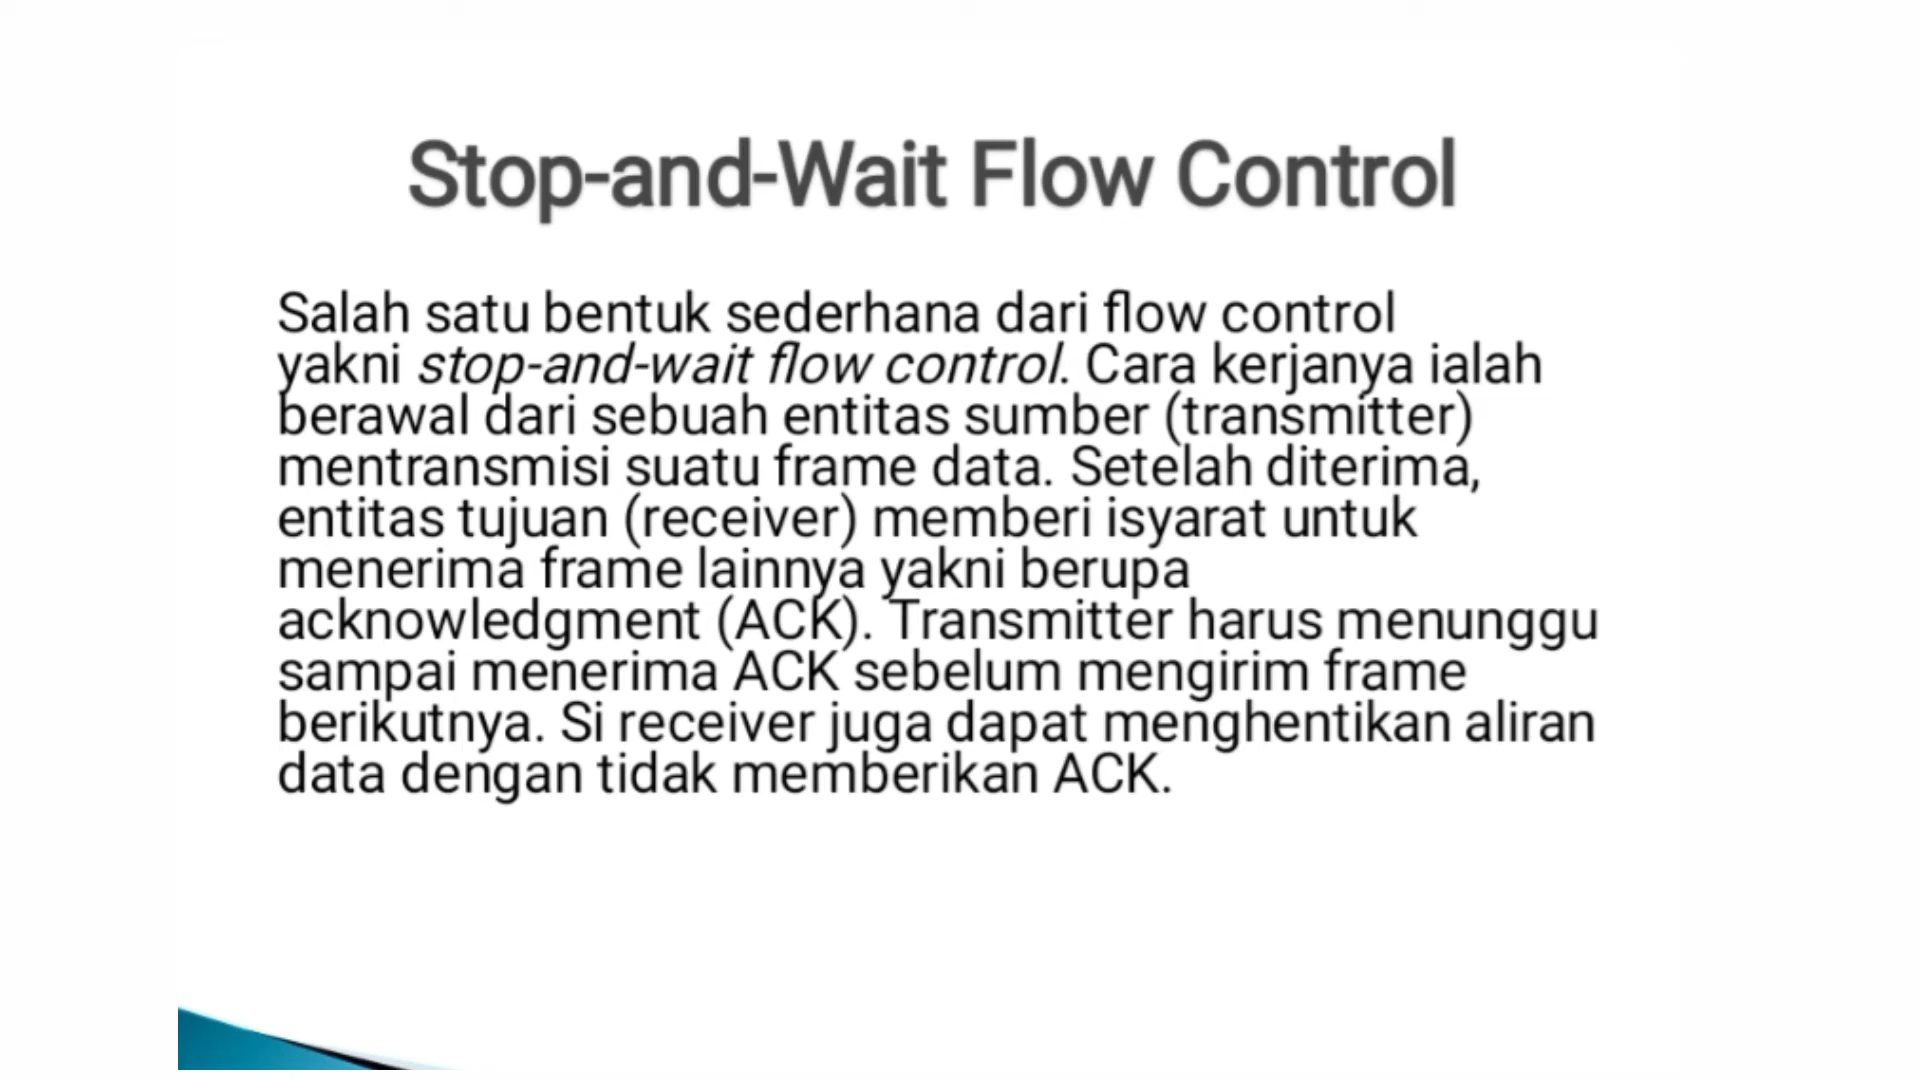 Stop-and-Wait Flow Control
Salah satu bentuk sederhana dari flow control
yakni stop-and-wait flow control. Cara kerjanya ialah
berawal dari sebuah entitas sumber (transmitter)
mentransmisi suatu frame data. Setelah diterima,
entitas tujuan (receiver) memberi isyarat untuk
menerima frame lainnya yakni berupa
acknowledgment (ACK). Transmitter harus menunggu
sampai menerima ACK sebelum mengirim frame
berikutnya. Si receiver juga dapat menghentikan aliran
data dengan tidak memberikan ACK.